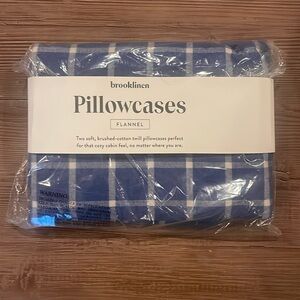 brooklinen
Pillowcases
FLANNEL
Two soft, brushed-cotton twill pillowcases perfect
for that cozy cabin feel, no matter where you are.
WARNING